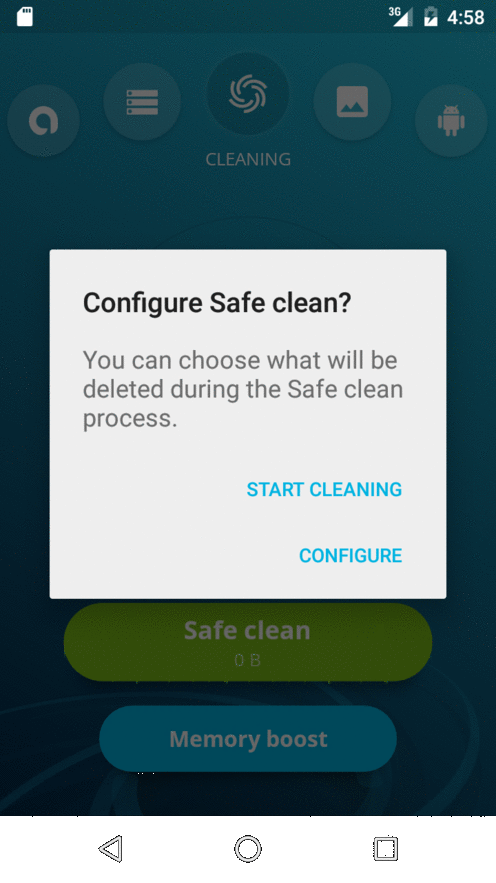 3G 4:58
CLEANING
Configure Safe clean?
You can choose what will be
deleted during the Safe clean
process.
START CLEANING
CONFIGURE
Safe clean
0 B
Memory boost